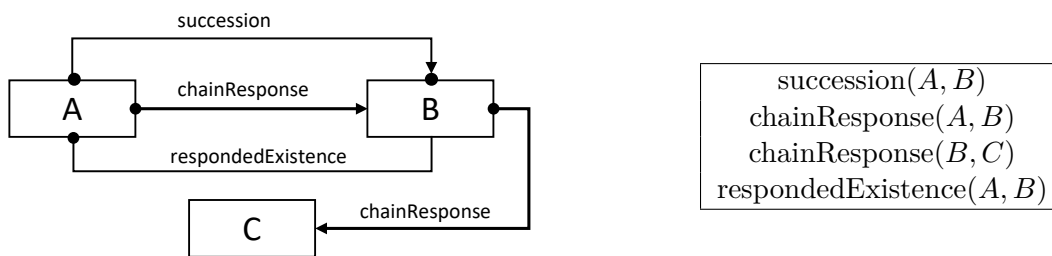 succession
A
chainResponse
B
respondedExistence
C
chainResponse
succession(A, B)
chainResponse(A, B)
chainResponse(B, C)
respondedExistence(A, B)